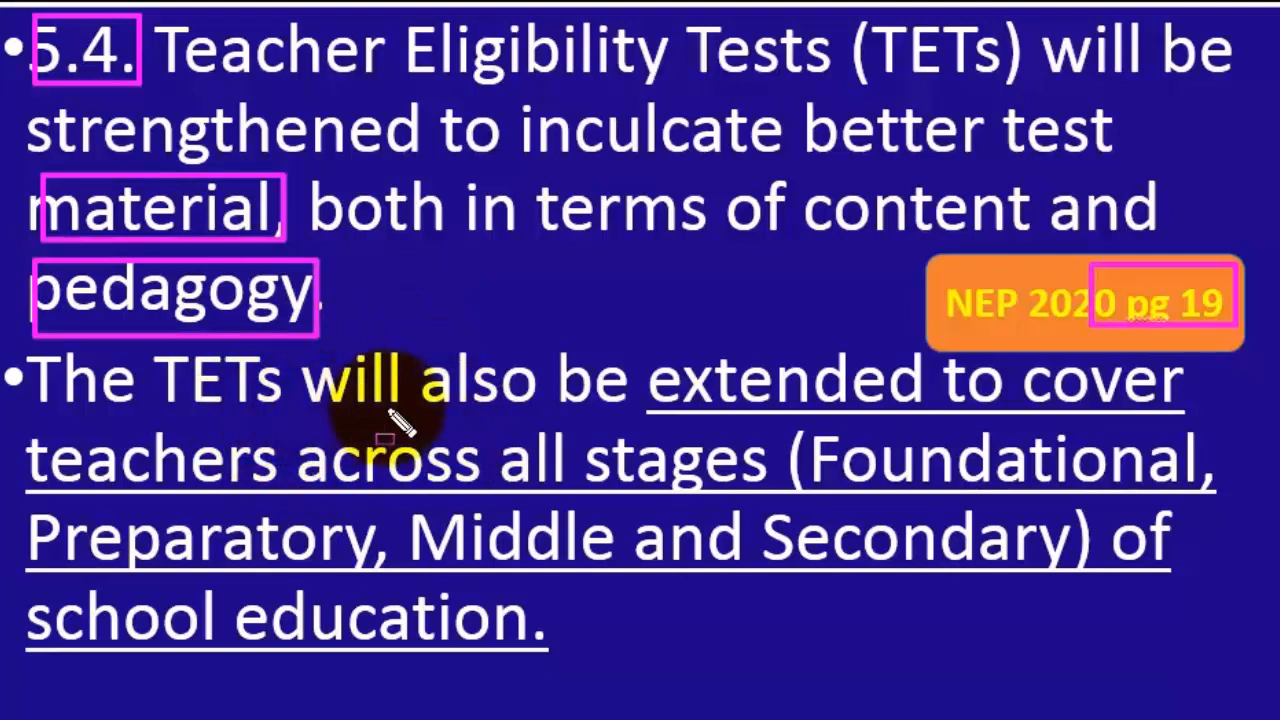 •5.4. Teacher Eligibility Tests (TETs) will be
strengthened to inculcate better test
material, both in terms of content and
pedagogy.
NEP 2020 pg 19
•The TETs will also be extended to cover
teachers across all stages (Foundational,
Preparatory, Middle and Secondary) of
school education.